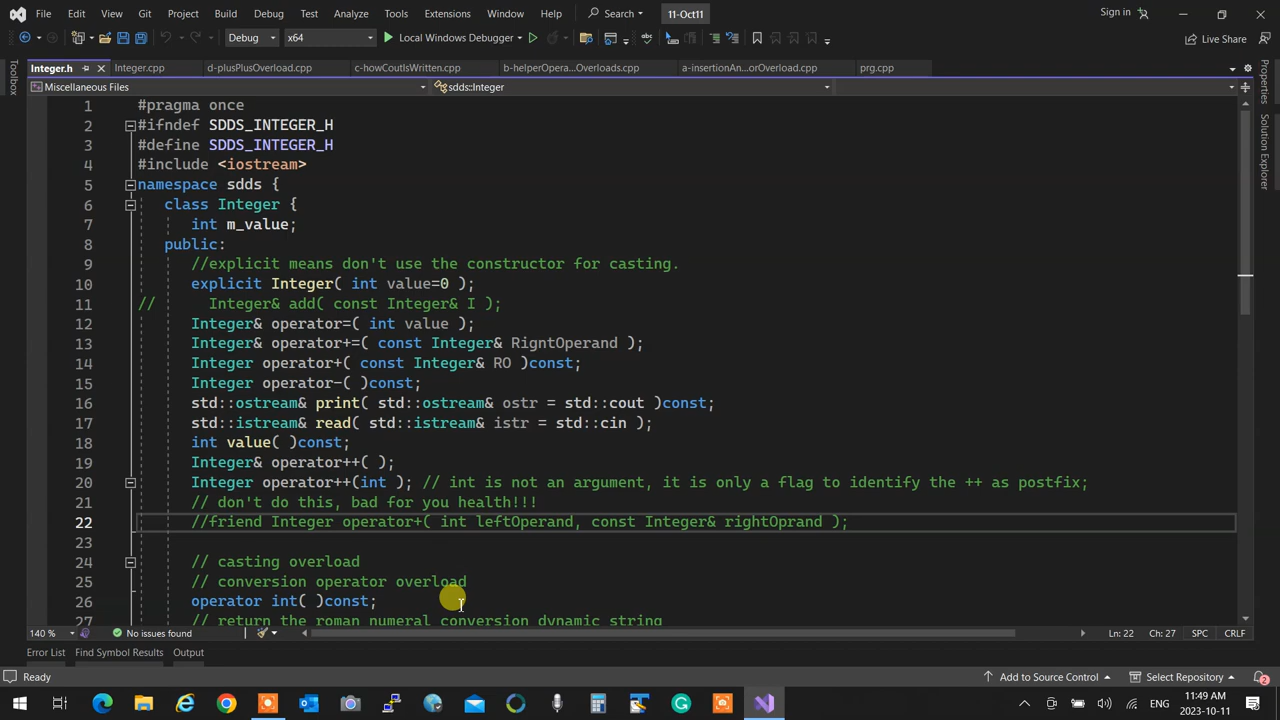 File Edit View Git Project Build Debug Test Analyze Tools Extensions Window Help Search 11-Oct11 Sign in
Debug x64 Local Windows Debugger Live Share
Toolbox
Integer.h Integer.cpp d-plusPlusOverload.cpp c-howCoutIsWritten.cpp b-helperOpera...Overloads.cpp a-insertionAn...orOverload.cpp prg.cpp
Miscellaneous Files sdds::Integer
1 #pragma once
2 #ifndef SDDS_INTEGER_H
3 #define SDDS_INTEGER_H
4 #include <iostream>
5 namespace sdds {
6 class Integer {
7 int m_value;
8 public:
9 //explicit means don't use the constructor for casting.
10 explicit Integer( int value=0 );
11 // Integer& add( const Integer& I );
12 Integer& operator=( int value );
13 Integer& operator+=( const Integer& RigntOperand );
14 Integer operator+( const Integer& RO )const;
15 Integer operator-( )const;
16 std::ostream& print( std::ostream& ostr = std::cout )const;
17 std::istream& read( std::istream& istr = std::cin );
18 int value( )const;
19 Integer& operator++( );
20 Integer operator++(int ); // int is not an argument, it is only a flag to identify the ++ as postfix;
21 // don't do this, bad for you health!!!
22 //friend Integer operator+( int leftOperand, const Integer& rightOprand );
23
24 // casting overload
25 // conversion operator overload
26 operator int( )const;
27 // return the roman numeral conversion dynamic string
Properties
Solution Explorer
140 % No issues found Ln: 22 Ch: 27 SPC CRLF
Error List Find Symbol Results Output
Ready Add to Source Control Select Repository 2
ENG 11:49 AM
2023-10-11